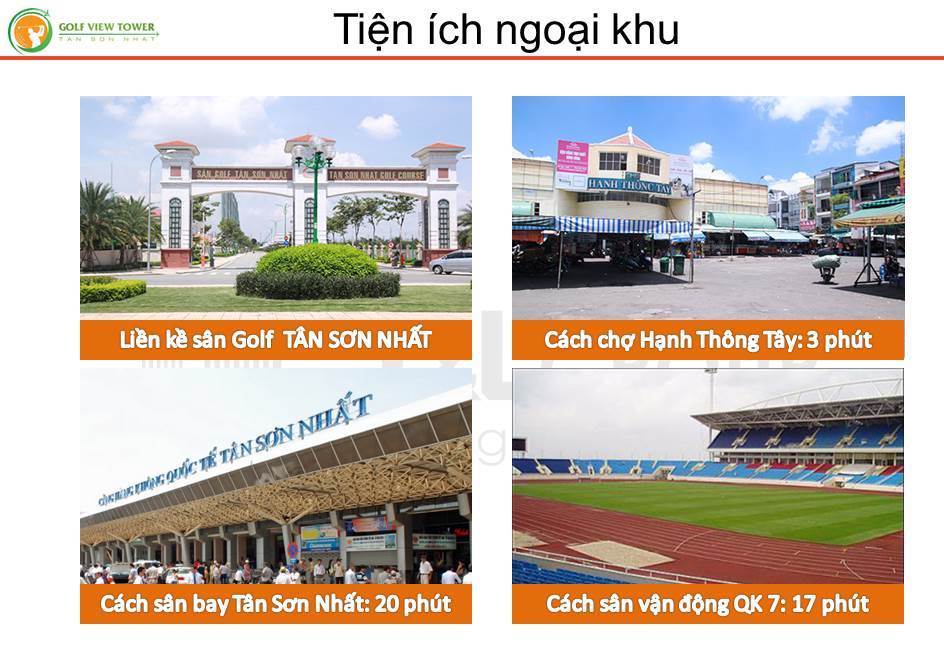 GOLF VIEW TOWER
TAN SON NHAT
Tiện ích ngoại khu
SÂN GOLF TÂN SƠN NHẤT
TAN SON NHAT GOLF COURSE
HẠNH THÔNG TÂY
Liền kề sân Golf TÂN SƠN NHẤT
Cách chợ Hạnh Thông Tây: 3 phút
CẢNG HÀNG KHÔNG QUỐC TẾ TÂN SƠN NHẤT
Cách sân bay Tân Sơn Nhất: 20 phút
Cách sân vận động QK 7: 17 phút